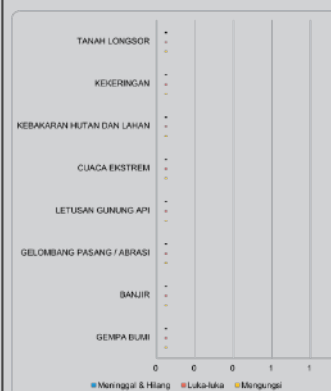 TANAH LONGSOR
KEKERINGAN
KEBAKARAN HUTAN DAN LAHAN
CUACA EKSTREM
LETUSAN GUNUNG API
GELOMBANG PASANG / ABRASI
BANJIR
GEMPA BUMI
0 0 0 1 1
Meninggal & Hilang Luka-luka Mengungsi